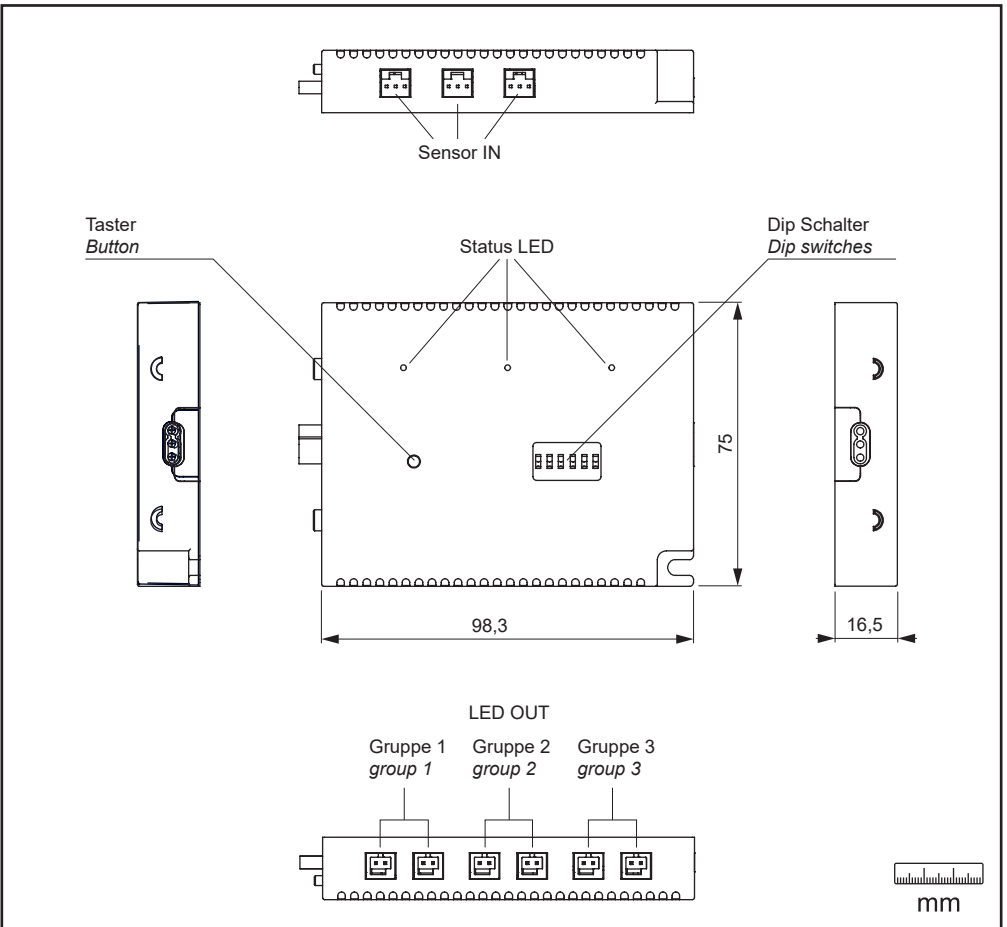 Sensor IN
Taster
Button
Status LED
Dip Schalter
Dip switches
75
98,3
16,5
LED OUT
Gruppe 1
group 1
Gruppe 2
group 2
Gruppe 3
group 3
mm